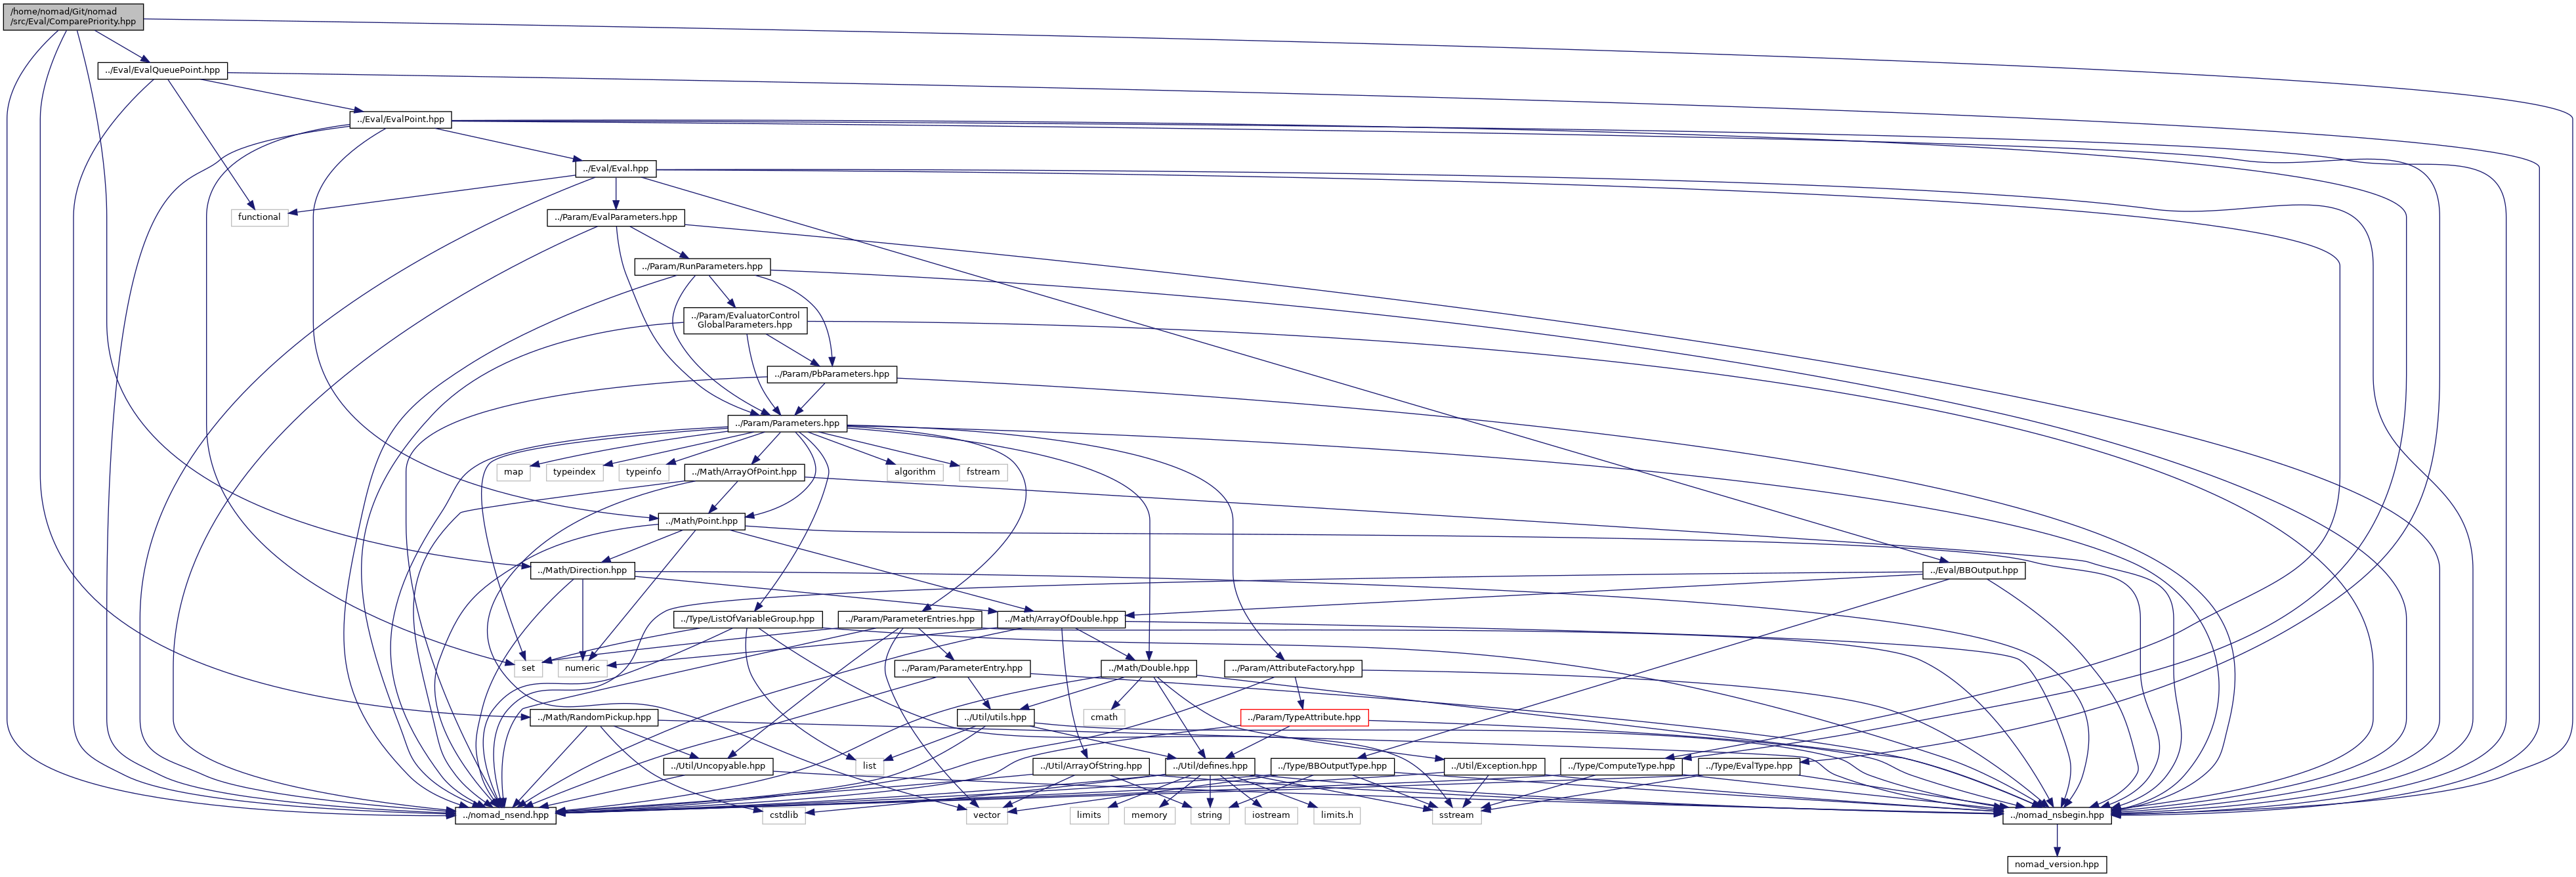 /home/nomad/Git/nomad
/src/Eval/ComparePriority.hpp
../Eval/EvalQueuePoint.hpp
../Eval/EvalPoint.hpp
../Eval/Eval.hpp
functional
../Param/EvalParameters.hpp
../Param/RunParameters.hpp
../Param/EvaluatorControl
GlobalParameters.hpp
../Param/PbParameters.hpp
../Param/Parameters.hpp
map
typeindex
typeinfo
../Math/ArrayOfPoint.hpp
algorithm
fstream
../Math/Point.hpp
../Math/Direction.hpp
../Eval/BBOutput.hpp
../Type/ListOfVariableGroup.hpp
../Param/ParameterEntries.hpp
../Math/ArrayOfDouble.hpp
set
numeric
../Param/ParameterEntry.hpp
../Math/Double.hpp
../Param/AttributeFactory.hpp
../Math/RandomPickup.hpp
../Util/utils.hpp
cmath
../Param/TypeAttribute.hpp
../Util/Uncopyable.hpp
list
../Util/ArrayOfString.hpp
../Util/defines.hpp
../Type/BBOutputType.hpp
../Util/Exception.hpp
../Type/ComputeType.hpp
../Type/EvalType.hpp
../nomad_nsend.hpp
cstdlib
vector
limits
memory
string
iostream
limits.h
sstream
../nomad_nsbegin.hpp
nomad_version.hpp